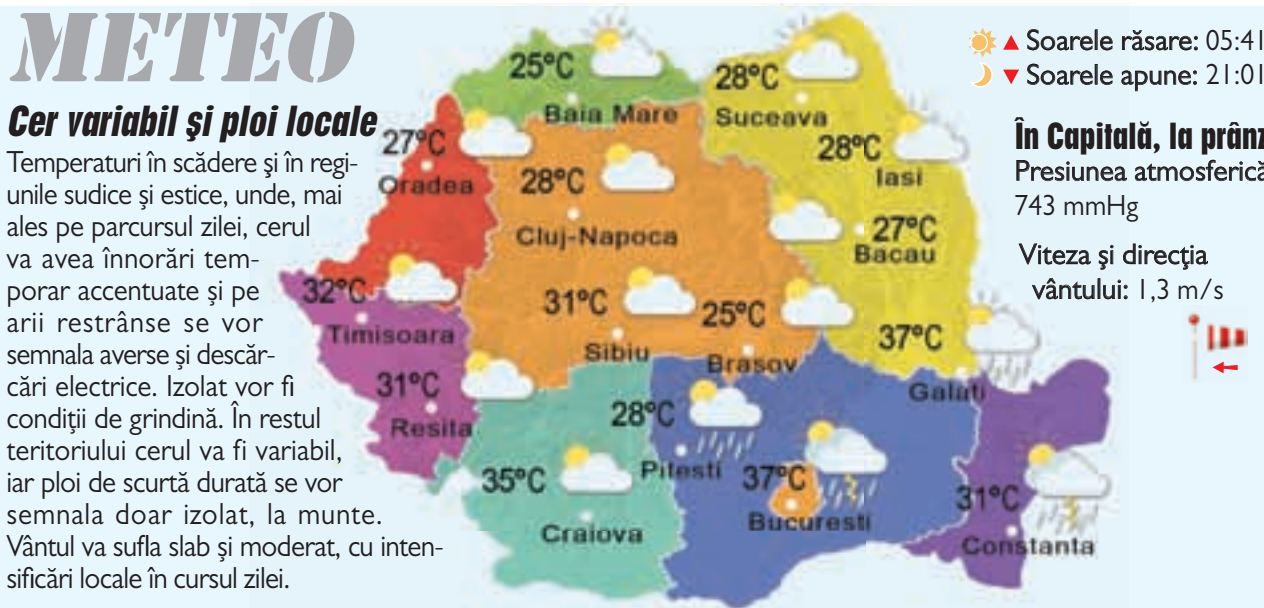 METEO
Cer variabil şi ploi locale
Temperaturi în scădere şi în regi-
unile sudice şi estice, unde, mai
ales pe parcursul zilei, cerul
va avea înnorări tem-
porar accentuate şi pe
arii restrânse se vor
semnala averse şi descăr-
cări electrice. Izolat vor fi
condiţii de grindină. În restul
teritoriului cerul va fi variabil,
iar ploi de scurtă durată se vor
semnala doar izolat, la munte.
Vântul va sufla slab şi moderat, cu inten-
sificări locale în cursul zilei.
25°C
Baia Mare
28°C
Suceava
27°C
Oradea
28°C
Cluj-Napoca
28°C
Iasi
27°C
Bacau
32°C
Timisoara
31°C
Sibiu
25°C
Brasov
37°C
Galati
31°C
Resita
28°C
Pitesti
35°C
Craiova
37°C
Bucuresti
31°C
Constanta
Soarele răsare: 05:41
Soarele apune: 21:01
În Capitală, la prânz
Presiunea atmosferică
743 mmHg
Viteza şi direcţia
vântului: 1,3 m/s